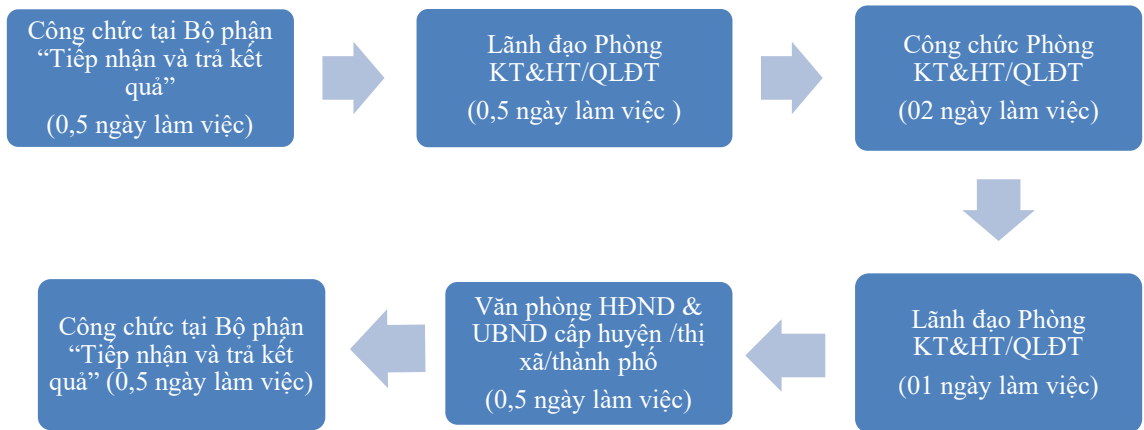 Công chức tại Bộ phận
“Tiếp nhận và trả kết
quả”
(0,5 ngày làm việc)
Lãnh đạo Phòng
KT&HT/QLĐT
(0,5 ngày làm việc )
Công chức Phòng
KT&HT/QLĐT
(02 ngày làm việc)
Lãnh đạo Phòng
KT&HT/QLĐT
(01 ngày làm việc)
Văn phòng HĐND &
UBND cấp huyện /thị
xã/thành phố
(0,5 ngày làm việc)
Công chức tại Bộ phận
“Tiếp nhận và trả kết
quả” (0,5 ngày làm việc)